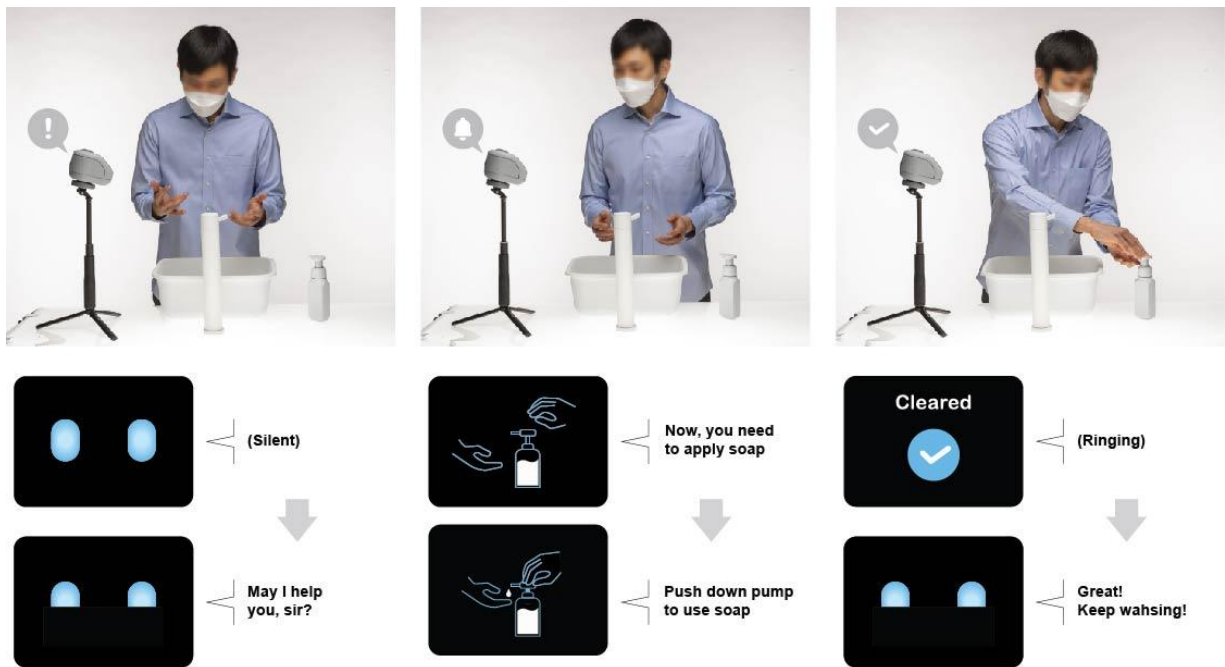 (Silent)
May I help
you, sir?
Now, you need
to apply soap
Push down pump
to use soap
Cleared
(Ringing)
Great!
Keep wahsing!